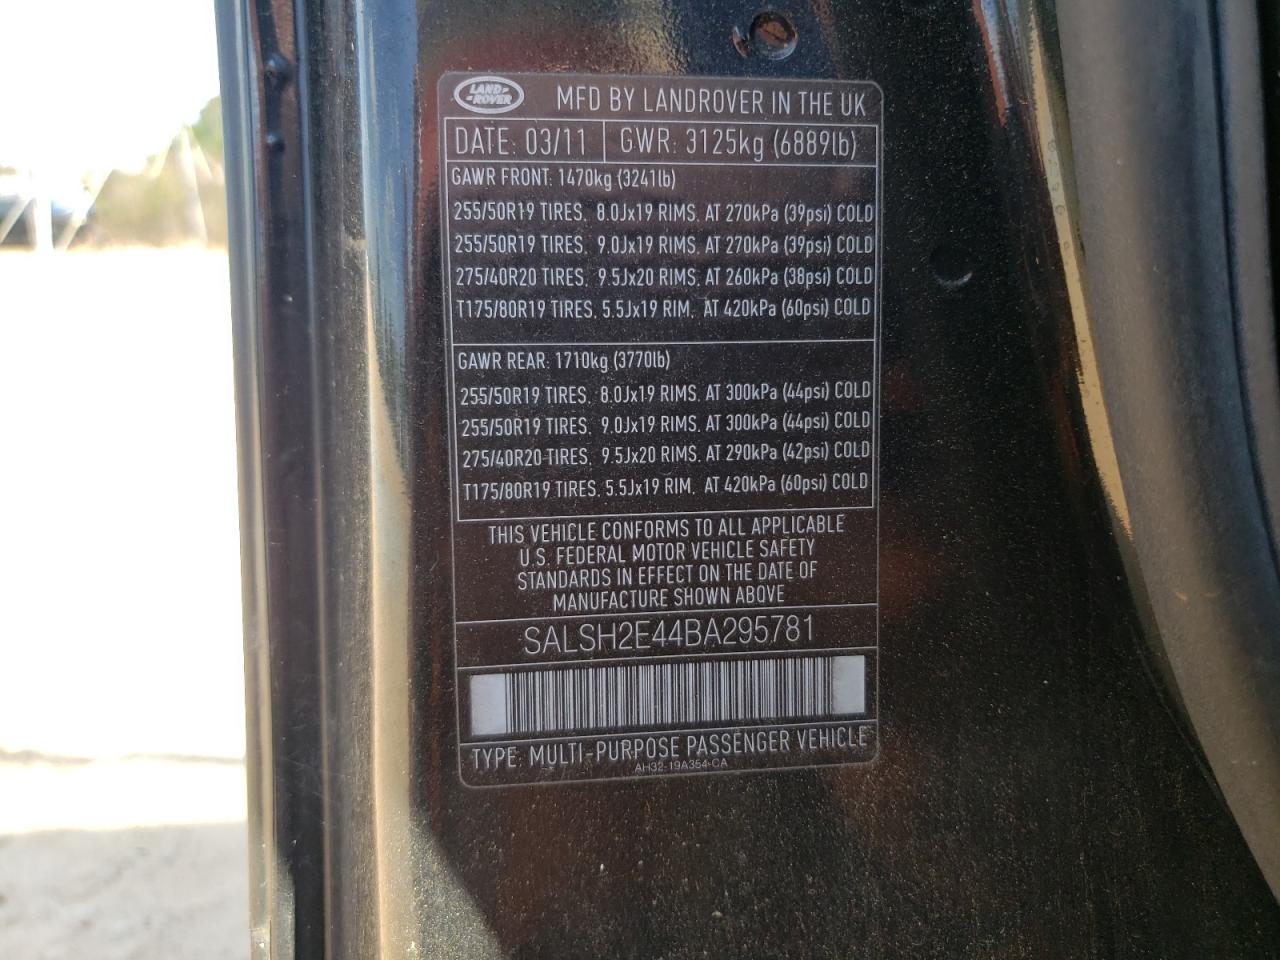 LAND-
-ROVER
MFD BY LANDROVER IN THE UK
DATE: 03/11 GWR: 3125kg (6889lb)
GAWR FRONT: 1470kg (3241lb)
255/50R19 TIRES, 8.0Jx19 RIMS, AT 270kPa (39psi) COLD
255/50R19 TIRES, 9.0Jx19 RIMS, AT 270kPa (39psi) COLD
275/40R20 TIRES, 9.5Jx20 RIMS, AT 260kPa (38psi) COLD
T175/80R19 TIRES, 5.5Jx19 RIM, AT 420kPa (60psi) COLD
GAWR REAR: 1710kg (3770lb)
255/50R19 TIRES, 8.0Jx19 RIMS, AT 300kPa (44psi) COLD
255/50R19 TIRES, 9.0Jx19 RIMS, AT 300kPa (44psi) COLD
275/40R20 TIRES, 9.5Jx20 RIMS, AT 290kPa (42psi) COLD
T175/80R19 TIRES, 5.5Jx19 RIM, AT 420kPa (60psi) COLD
THIS VEHICLE CONFORMS TO ALL APPLICABLE
U.S. FEDERAL MOTOR VEHICLE SAFETY
STANDARDS IN EFFECT ON THE DATE OF
MANUFACTURE SHOWN ABOVE
SALSH2E44BA295781
TYPE: MULTI-PURPOSE PASSENGER VEHICLE
AH32-19A354-CA